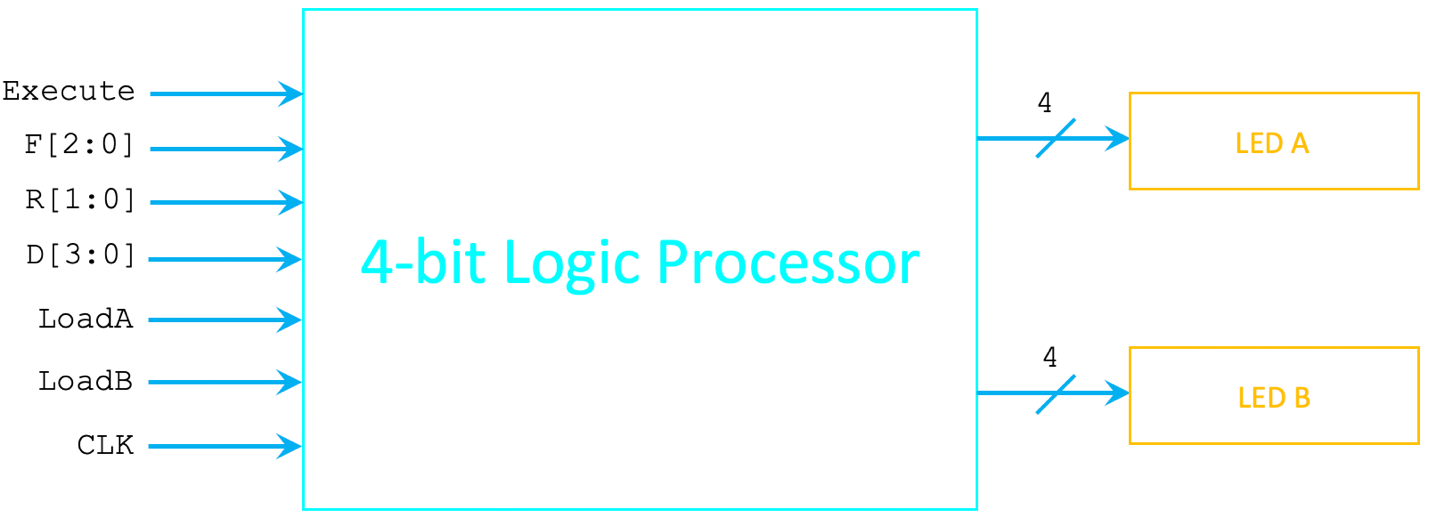 Execute
F[2:0]
R[1:0]
D[3:0]
LoadA
LoadB
CLK
4-bit Logic Processor
4
LED A
4
LED B